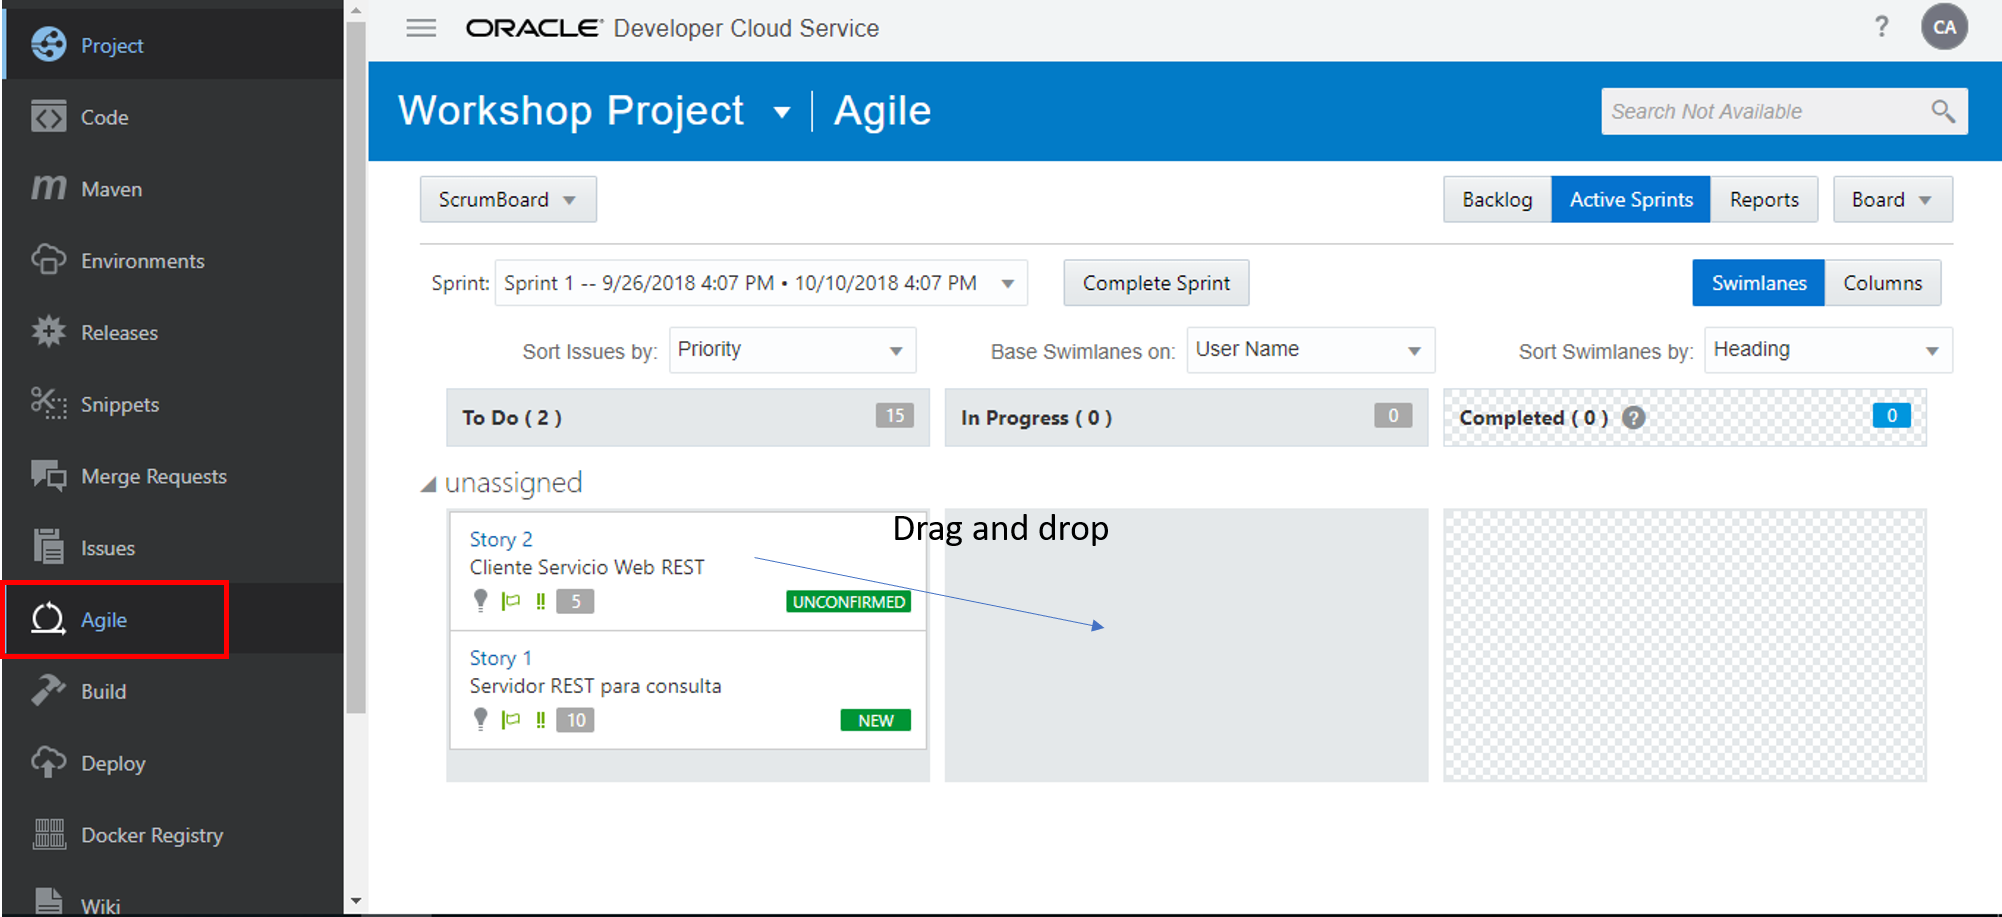 Project
Code
Maven
Environments
Releases
Snippets
Merge Requests
Issues
Agile
Build
Deploy
Docker Registry
Wiki
ORACLE® Developer Cloud Service
? CA
Workshop Project | Agile
Search Not Available
ScrumBoard
Backlog Active Sprints Reports Board
Sprint: Sprint 1 -- 9/26/2018 4:07 PM • 10/10/2018 4:07 PM Complete Sprint Swimlanes Columns
Sort Issues by: Priority Base Swimlanes on: User Name Sort Swimlanes by: Heading
To Do ( 2 ) 15 In Progress ( 0 ) 0 Completed ( 0 ) ? 0
unassigned
Drag and drop
Story 2
Cliente Servicio Web REST
!! 5 UNCONFIRMED
Story 1
Servidor REST para consulta
!! 10 NEW